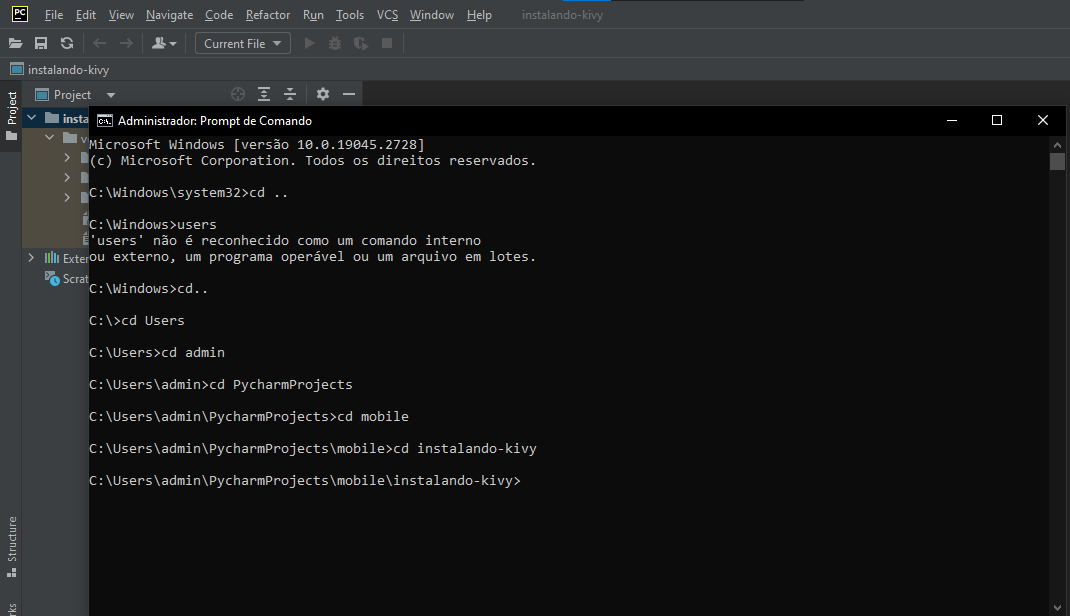 PC File Edit View Navigate Code Refactor Run Tools VCS Window Help instalando-kivy
Current File
instalando-kivy
Project
Project
insta
Administrador: Prompt de Comando
Microsoft Windows [versão 10.0.19045.2728]
(c) Microsoft Corporation. Todos os direitos reservados.
C:\Windows\system32>cd ..
C:\Windows>users
'users' não é reconhecido como um comando interno
ou externo, um programa operável ou um arquivo em lotes.
C:\Windows>cd..
C:\>cd Users
C:\Users>cd admin
C:\Users\admin>cd PycharmProjects
C:\Users\admin\PycharmProjects>cd mobile
C:\Users\admin\PycharmProjects\mobile>cd instalando-kivy
C:\Users\admin\PycharmProjects\mobile\instalando-kivy>
Exter
Scrat
Structure